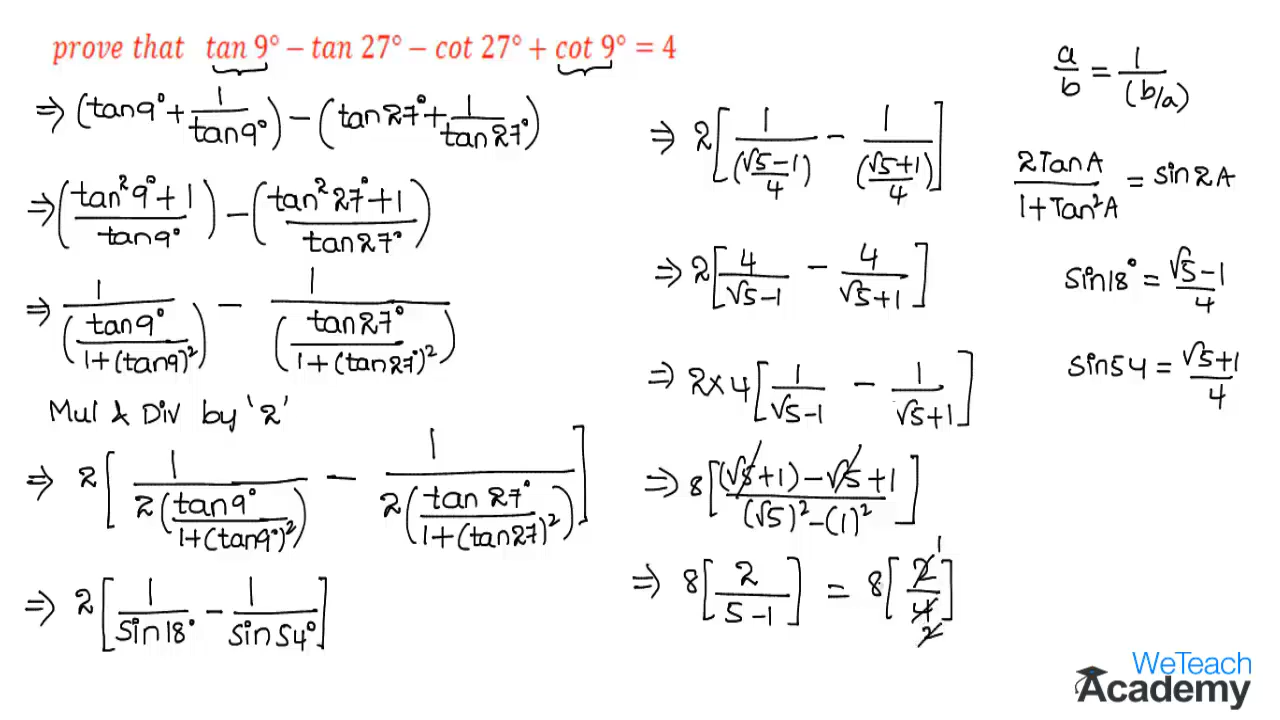 prove that tan 9° − tan 27° − cot 27° + cot 9° = 4
⇒ (tan9° + 1/tan9°) − (tan27° + 1/tan27°)
⇒ ((tan²9° + 1)/tan9°) − ((tan²27° + 1)/tan27°)
⇒ 1/(tan9°/(1+(tan9)²)) − 1/(tan27°/(1+(tan27°)²))
Mul & Div by '2'
⇒ 2[1/(2(tan9°/(1+(tan9°)²))) − 1/(2(tan27°/(1+(tan27)²)))]
⇒ 2[1/sin18° − 1/sin54°]
⇒ 2[1/((√5−1)/4) − 1/((√5+1)/4)]
⇒ 2[4/(√5−1) − 4/(√5+1)]
⇒ 2×4[1/(√5−1) − 1/(√5+1)]
⇒ 8[((√5+1)−√5+1)/((√5)²−(1)²)]
⇒ 8[2/(5−1)] = 8[2/4] 1 2
a/b = 1/(b/a)
2TanA/(1+Tan²A) = sin2A
Sin18° = (√5−1)/4
Sin54 = (√5+1)/4
WeTeach
Academy